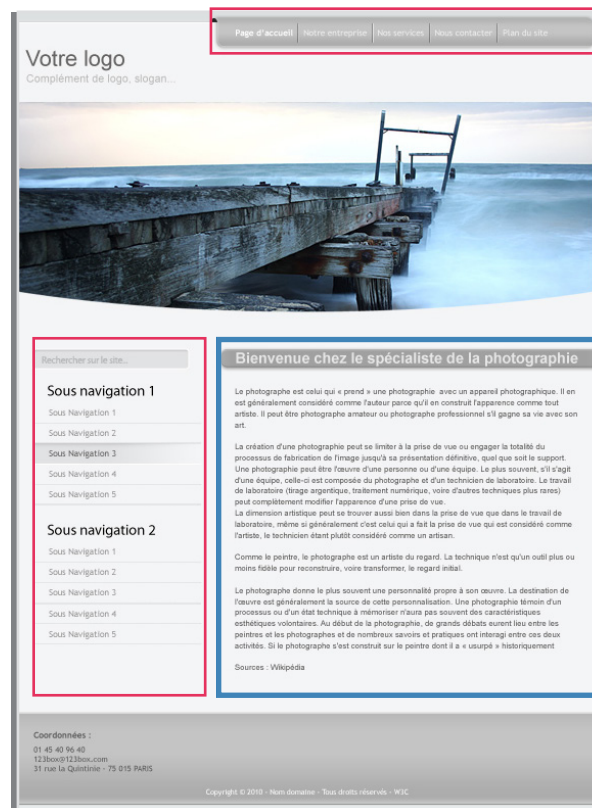 Page d'accueil Notre entreprise Nos services Nous contacter Plan du site
Votre logo
Complément de logo, slogan...
Rechercher sur le site...
Sous navigation 1
Sous Navigation 1
Sous Navigation 2
Sous Navigation 3
Sous Navigation 4
Sous Navigation 5
Sous navigation 2
Sous Navigation 1
Sous Navigation 2
Sous Navigation 3
Sous Navigation 4
Sous Navigation 5
Bienvenue chez le spécialiste de la photographie
Le photographe est celui qui « prend » une photographie avec un appareil photographique. Il en
est généralement considéré comme l'auteur parce qu'il en construit l'apparence comme tout
artiste. Il peut être photographe amateur ou photographe professionnel s'il gagne sa vie avec son
art.
La création d'une photographie peut se limiter à la prise de vue ou engager la totalité du
processus de fabrication de l'image jusqu'à sa présentation définitive, quel que soit le support.
Une photographie peut être l'œuvre d'une personne ou d'une équipe. Le plus souvent, s'il s'agit
d'une équipe, celle-ci est composée du photographe et d'un technicien de laboratoire. Le travail
de laboratoire (tirage argentique, traitement numérique, voire d'autres techniques plus rares)
peut complètement modifier l'apparence d'une prise de vue.
La dimension artistique peut se trouver aussi bien dans la prise de vue que dans le travail de
laboratoire, même si généralement c'est celui qui a fait la prise de vue qui est considéré comme
l'artiste, le technicien étant plutôt considéré comme un artisan.
Comme le peintre, le photographe est un artiste du regard. La technique n'est qu'un outil plus ou
moins fidèle pour reconstruire, voire transformer, le regard initial.
Le photographe donne le plus souvent une personnalité propre à son œuvre. La destination de
l'œuvre est généralement la source de cette personnalisation. Une photographie témoin d'un
processus ou d'un état technique à mémoriser n'aura pas souvent des caractéristiques
esthétiques volontaires. Au début de la photographie, de grands débats eurent lieu entre les
peintres et les photographes et de nombreux savoirs et pratiques ont interagi entre ces deux
activités. Si le photographe s'est construit sur le peintre dont il a « usurpé » historiquement
Sources : Wikipédia
Coordonnées :
01 45 40 96 40
123box@123box.com
31 rue la Quintinie - 75 015 PARIS
Copyright © 2010 - Nom domaine - Tous droits réservés - W3C